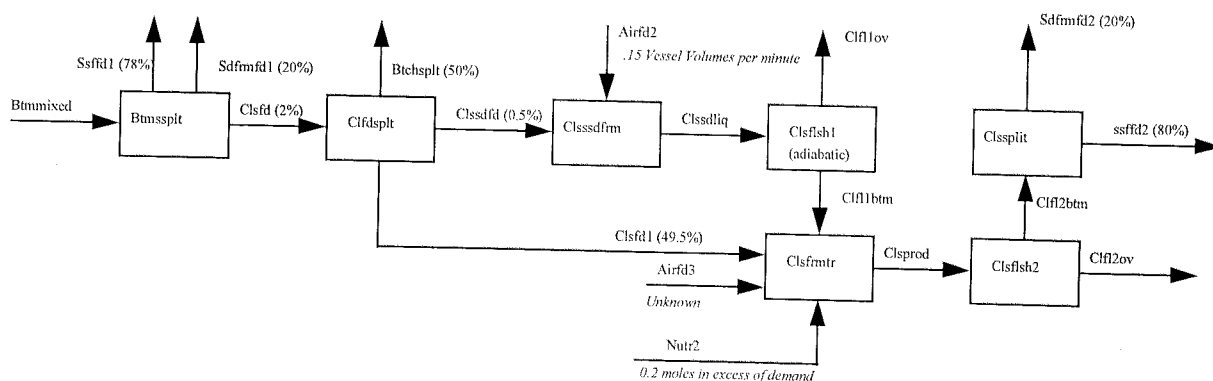 Ssffd1 (78%)
Sdfrmfd1 (20%)
Btmmixed
Btmssplt
Clsfd (2%)
Btchsplt (50%)
Clfdsplt
Clssdfd (0.5%)
Clsfd1 (49.5%)
Airfd2
.15 Vessel Volumes per minute
Clsssdfrm
Clssdliq
Clfl1ov
Clsflsh1
(adiabatic)
Clfl1btm
Airfd3
Unknown
Nutr2
0.2 moles in excess of demand
Clsfrmtr
Clsprod
Clsflsh2
Clfl2ov
Clfl2btm
Clssplit
Sdfrmfd2 (20%)
ssffd2 (80%)